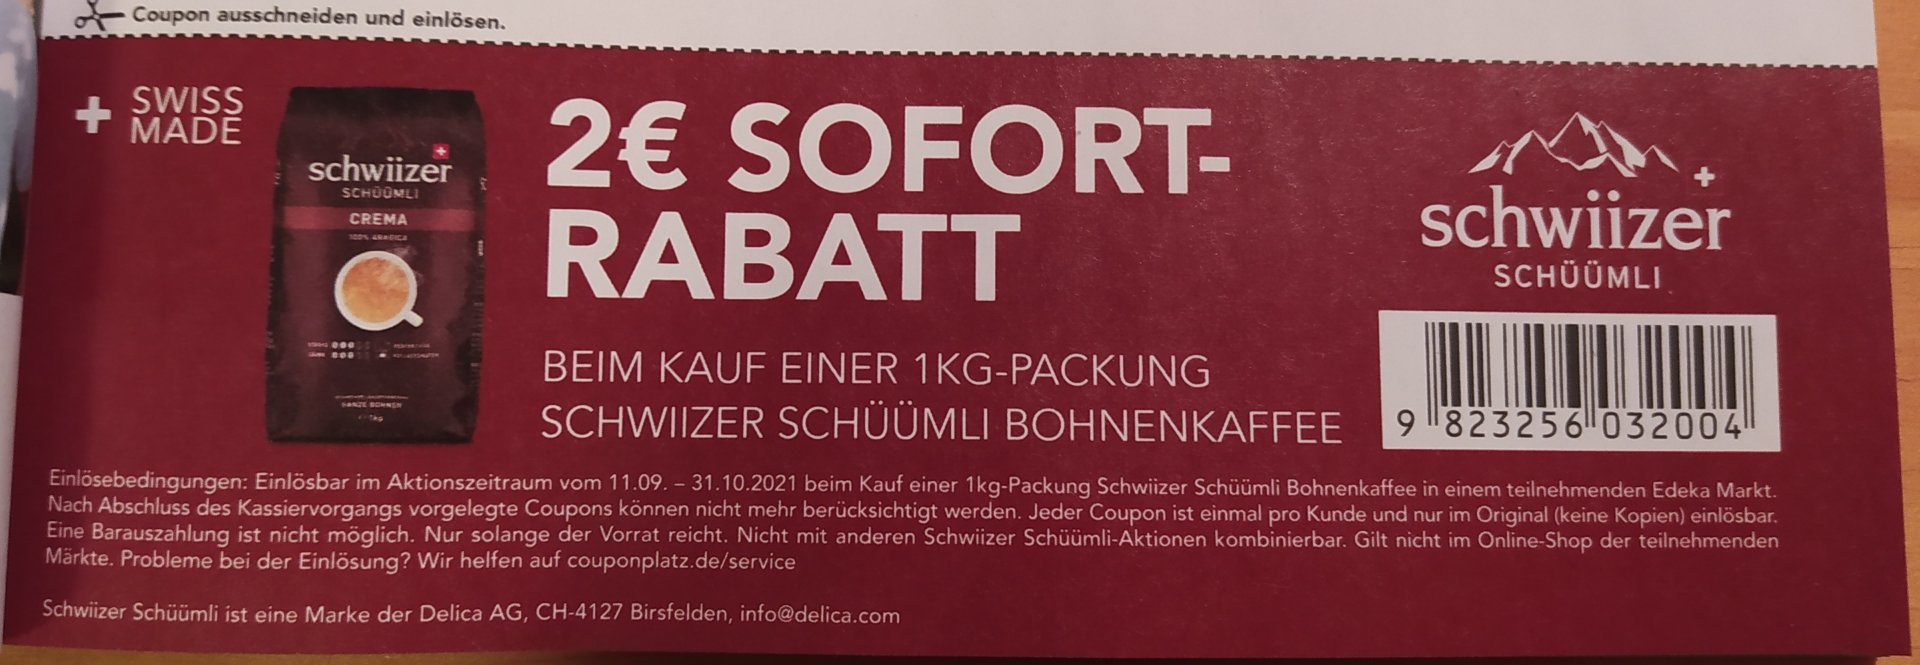 Coupon ausschneiden und einlösen.
SWISS
MADE
schwiizer
SCHÜÜMLI
CREMA
100% ARABICA
GANZE BOHNEN
1kg
2€ SOFORT-
RABATT
BEIM KAUF EINER 1KG-PACKUNG
SCHWIIZER SCHÜÜMLI BOHNENKAFFEE
schwiizer
SCHÜÜMLI
9 823256 032004
Einlösebedingungen: Einlösbar im Aktionszeitraum vom 11.09. – 31.10.2021 beim Kauf einer 1kg-Packung Schwiizer Schüümli Bohnenkaffee in einem teilnehmenden Edeka Markt.
Nach Abschluss des Kassiervorgangs vorgelegte Coupons können nicht mehr berücksichtigt werden. Jeder Coupon ist einmal pro Kunde und nur im Original (keine Kopien) einlösbar.
Eine Barauszahlung ist nicht möglich. Nur solange der Vorrat reicht. Nicht mit anderen Schwiizer Schüümli-Aktionen kombinierbar. Gilt nicht im Online-Shop der teilnehmenden
Märkte. Probleme bei der Einlösung? Wir helfen auf couponplatz.de/service
Schwiizer Schüümli ist eine Marke der Delica AG, CH-4127 Birsfelden, info@delica.com